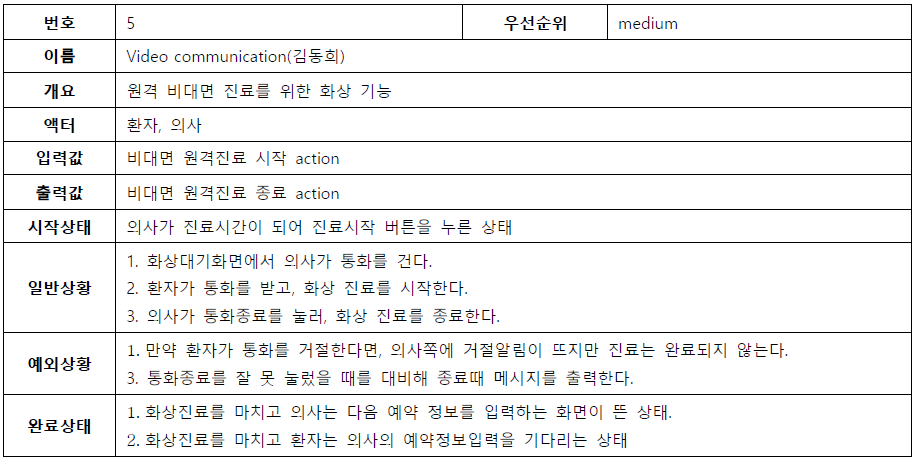 번호 5 우선순위 medium
이름 Video communication(김동희)
개요 원격 비대면 진료를 위한 화상 기능
액터 환자, 의사
입력값 비대면 원격진료 시작 action
출력값 비대면 원격진료 종료 action
시작상태 의사가 진료시간이 되어 진료시작 버튼을 누른 상태
일반상황 1. 화상대기화면에서 의사가 통화를 건다.
2. 환자가 통화를 받고, 화상 진료를 시작한다.
3. 의사가 통화종료를 눌러, 화상 진료를 종료한다.
예외상황 1. 만약 환자가 통화를 거절한다면, 의사쪽에 거절알림이 뜨지만 진료는 완료되지 않는다.
3. 통화종료를 잘 못 눌렀을 때를 대비해 종료때 메시지를 출력한다.
완료상태 1. 화상진료를 마치고 의사는 다음 예약 정보를 입력하는 화면이 뜬 상태.
2. 화상진료를 마치고 환자는 의사의 예약정보입력을 기다리는 상태